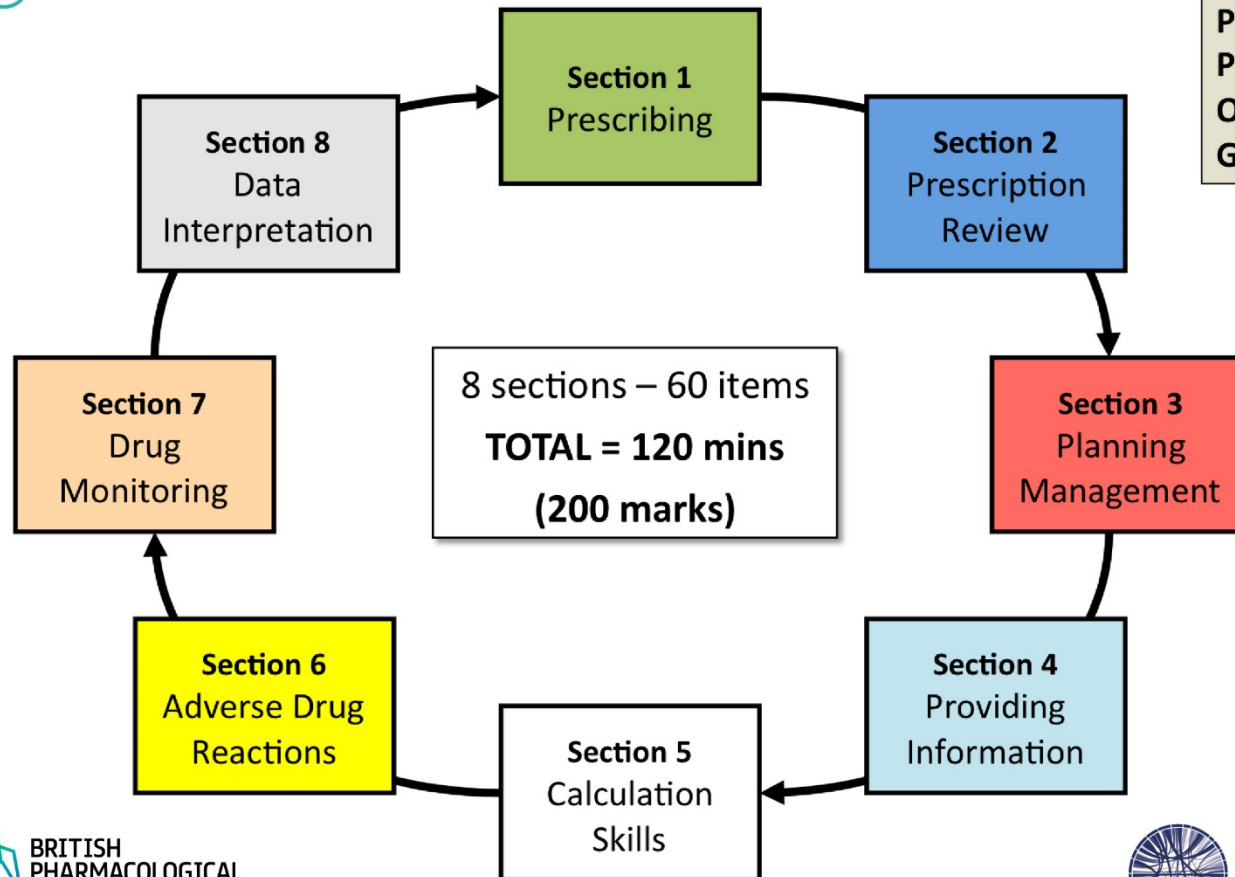 Section 1
Prescribing
Section 2
Prescription
Review
Section 3
Planning
Management
Section 4
Providing
Information
Section 5
Calculation
Skills
Section 6
Adverse Drug
Reactions
Section 7
Drug
Monitoring
Section 8
Data
Interpretation
8 sections – 60 items
TOTAL = 120 mins
(200 marks)
P
P
O
G
BRITISH
PHARMACOLOGICAL